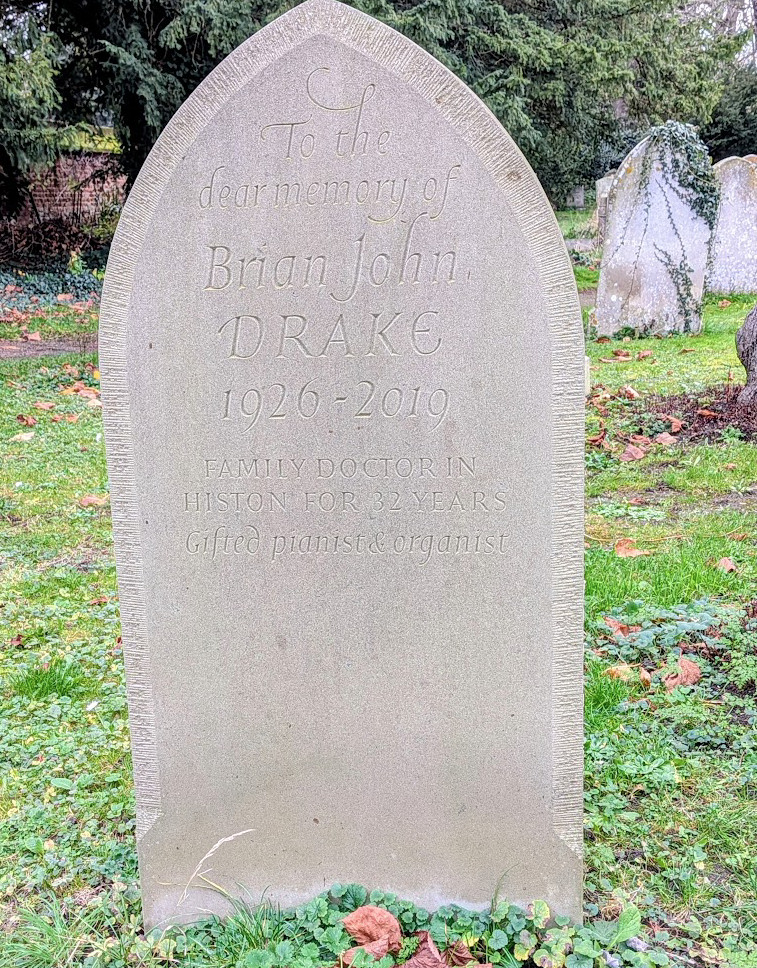 To the
dear memory of
Brian John
DRAKE
1926-2019
FAMILY DOCTOR IN
HISTON FOR 32 YEARS
Gifted pianist & organist